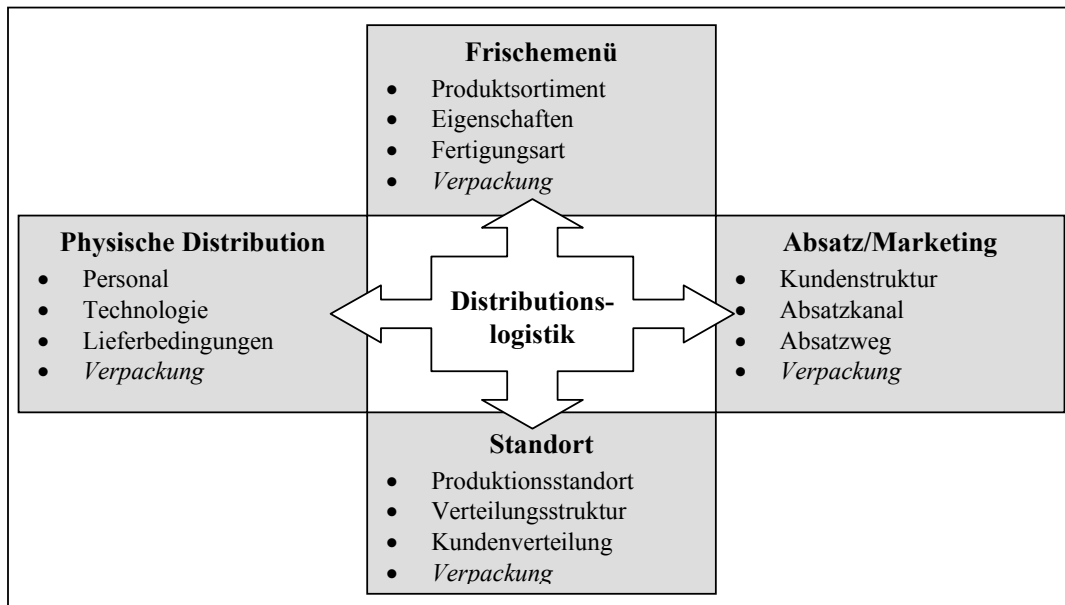 Frischemenü
• Produktsortiment
• Eigenschaften
• Fertigungsart
• Verpackung
Physische Distribution
• Personal
• Technologie
• Lieferbedingungen
• Verpackung
Distributions-
logistik
Absatz/Marketing
• Kundenstruktur
• Absatzkanal
• Absatzweg
• Verpackung
Standort
• Produktionsstandort
• Verteilungsstruktur
• Kundenverteilung
• Verpackung